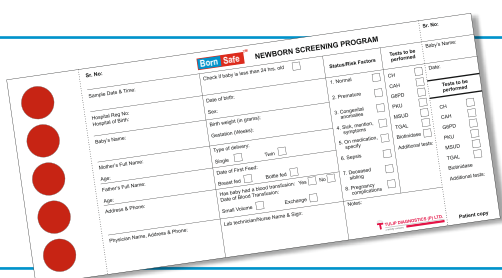 Born Safe™
NEWBORN SCREENING PROGRAM
Sr. No:
Sample Date & Time:
Hospital Reg No:
Hospital of Birth:
Baby's Name:
Mother's Full Name:
Age:
Father's Full Name:
Age:
Address & Phone:
Physician Name, Address & Phone:
Check if baby is less than 24 hrs. old
Date of birth:
Sex:
Birth weight (in grams):
Gestation (Weeks):
Type of delivery:
Single Twin
Date of First Feed:
Breast fed Bottle fed
Has baby had a blood transfusion: Yes No
Date of Blood Transfusion:
Small Volume Exchange
Lab technician/Nurse Name & Sign:
Status/Risk Factors
1. Normal
2. Premature
3. Congenital
anomalies
4. Sick, mention,
symptoms
5. On medication,
specify
6. Sepsis
7. Deceased
sibling
8. Pregnancy
complications
Notes:
Tests to be
performed
CH
CAH
G6PD
PKU
MSUD
TGAL
Biotinidase
Additional tests:
TULIP DIAGNOSTICS (P) LTD.
Sr. No:
Baby's Name:
Date:
Tests to be
performed
CH
CAH
G6PD
PKU
MSUD
TGAL
Biotinidase
Additional tests:
Patient copy